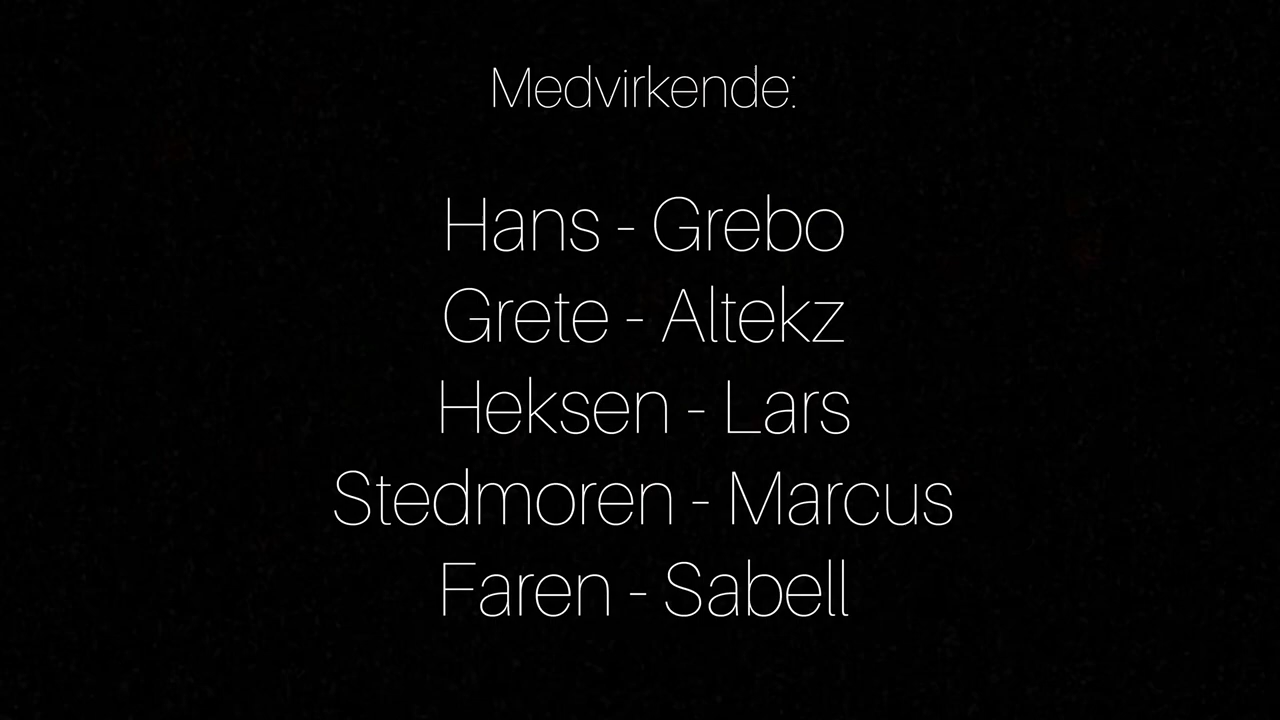 Medvirkende:
Hans - Grebo
Grete - Altekz
Heksen - Lars
Stedmoren - Marcus
Faren - Sabell